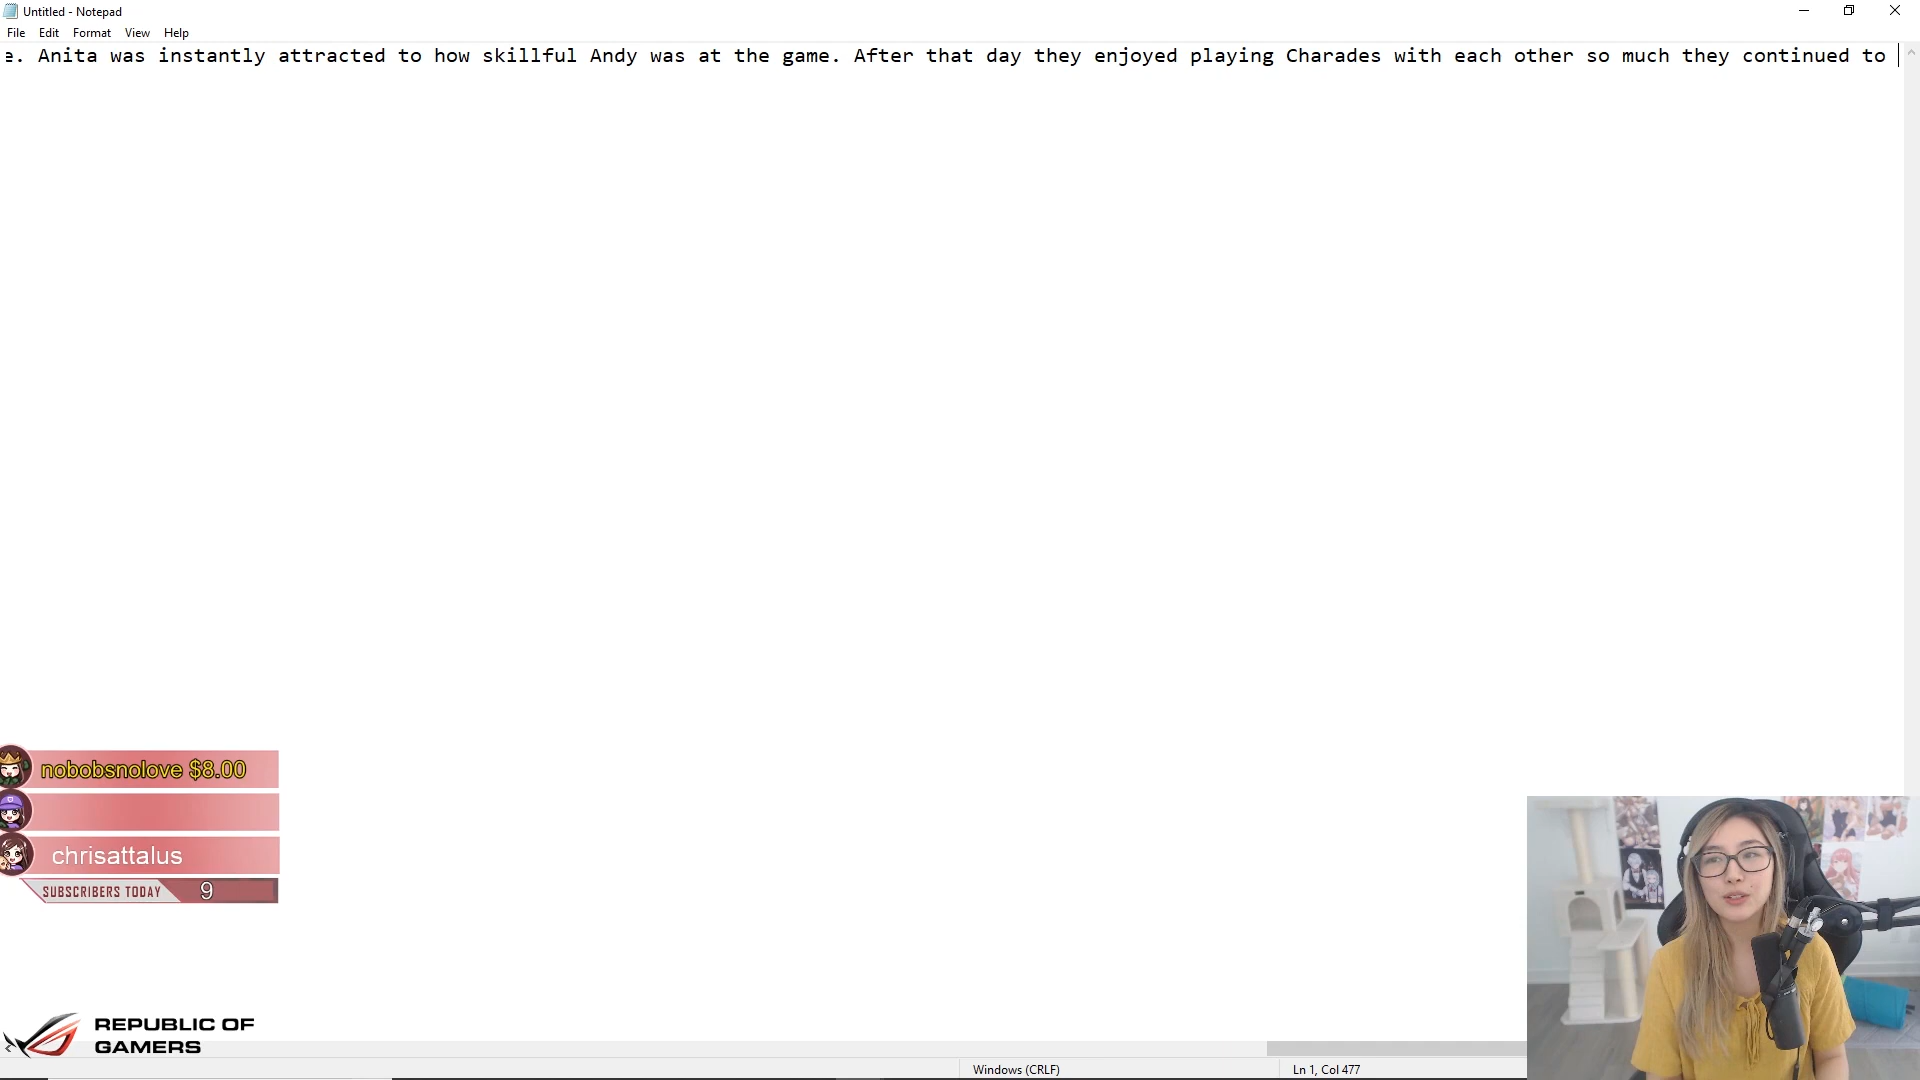 Untitled - Notepad
File Edit Format View Help
e. Anita was instantly attracted to how skillful Andy was at the game. After that day they enjoyed playing Charades with each other so much they continued to
nobobsnolove $8.00
chrisattalus
SUBSCRIBERS TODAY 9
REPUBLIC OF
GAMERS
Windows (CRLF) Ln 1, Col 477